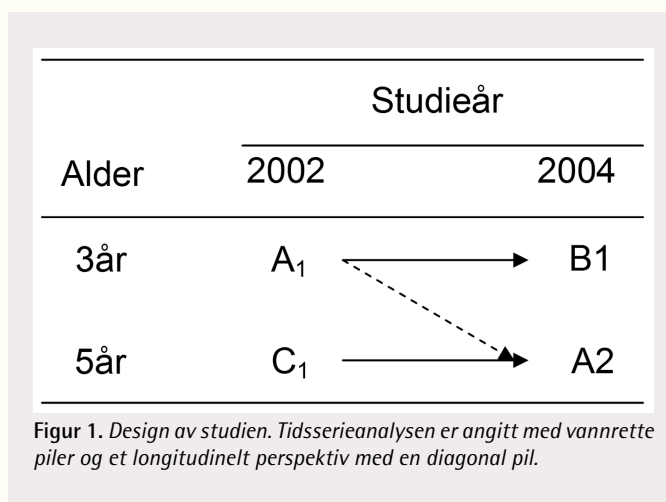 Studieår
Alder 2002 2004
3år A₁ B1
5år C₁ A2
Figur 1. Design av studien. Tidsserieanalysen er angitt med vannrette
piler og et longitudinelt perspektiv med en diagonal pil.